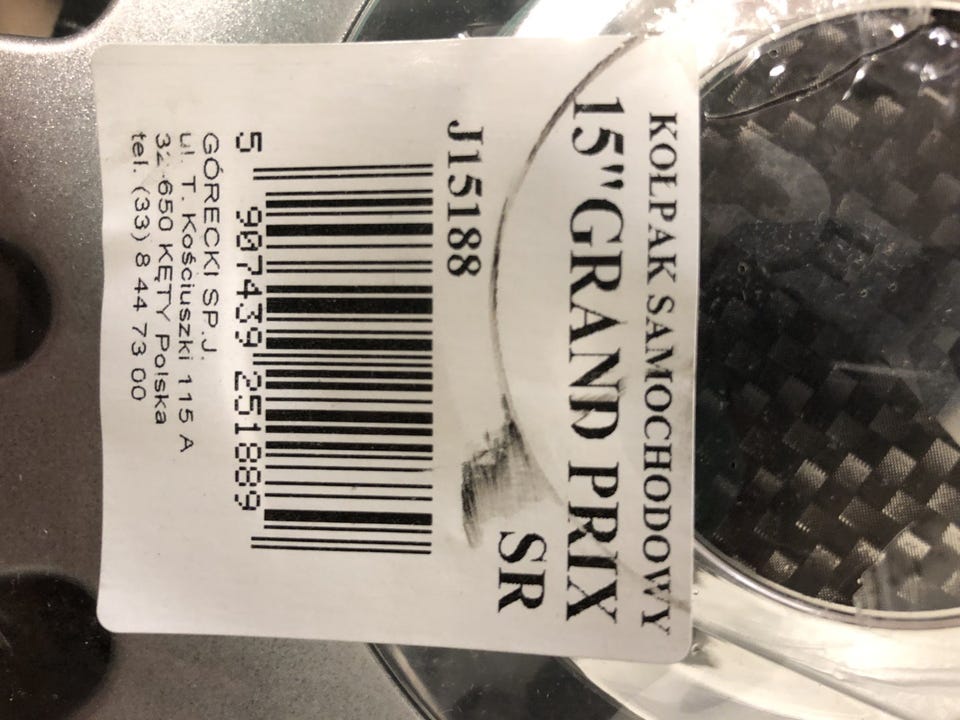 KOŁPAK SAMOCHODOWY
15"GRAND PRIX
SR
J15188
5 907439 251889
GÓRECKI SP.J.
ul. T. Kościuszki 115 A
32-650 KĘTY Polska
tel. (33) 8 44 73 00